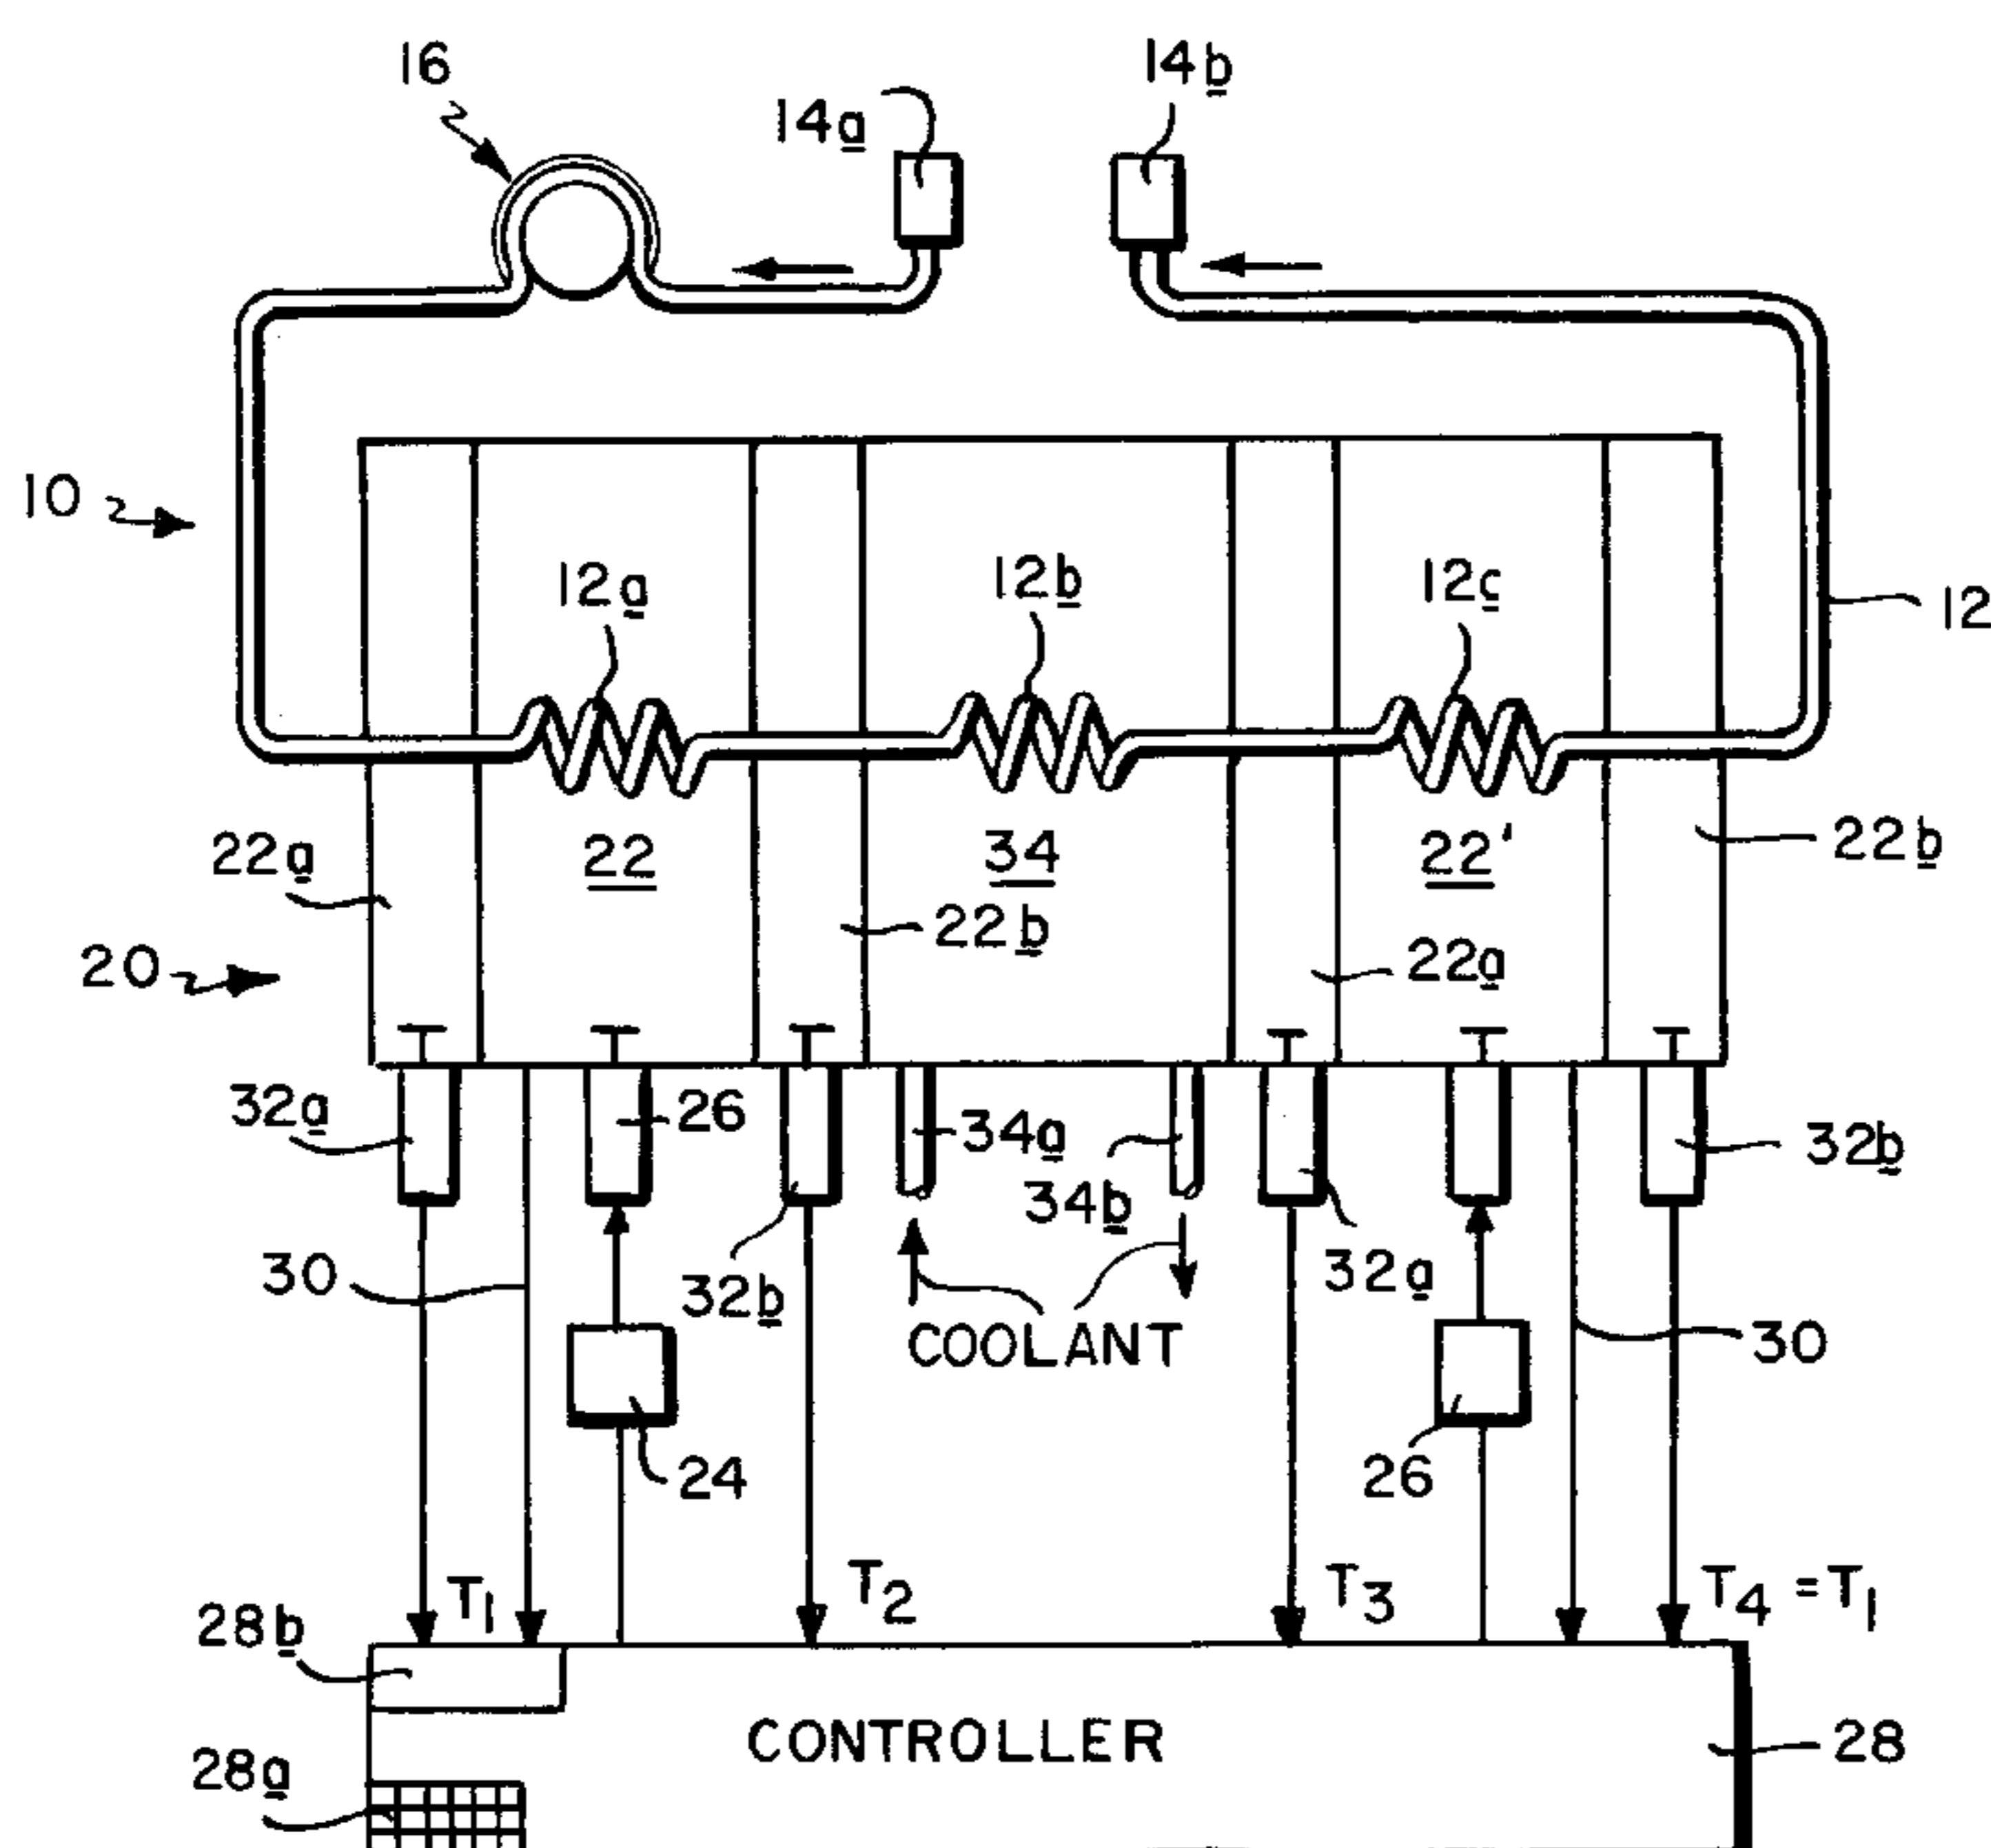 16
14a
14b
10
12a
12b
12c
12
22a
22
34
22'
22b
22b
22a
20
32a
26
34a
34b
32b
30
32b
32a
COOLANT
30
24
26
T1
T2
T3
T4 = T1
28b
CONTROLLER
28
28a